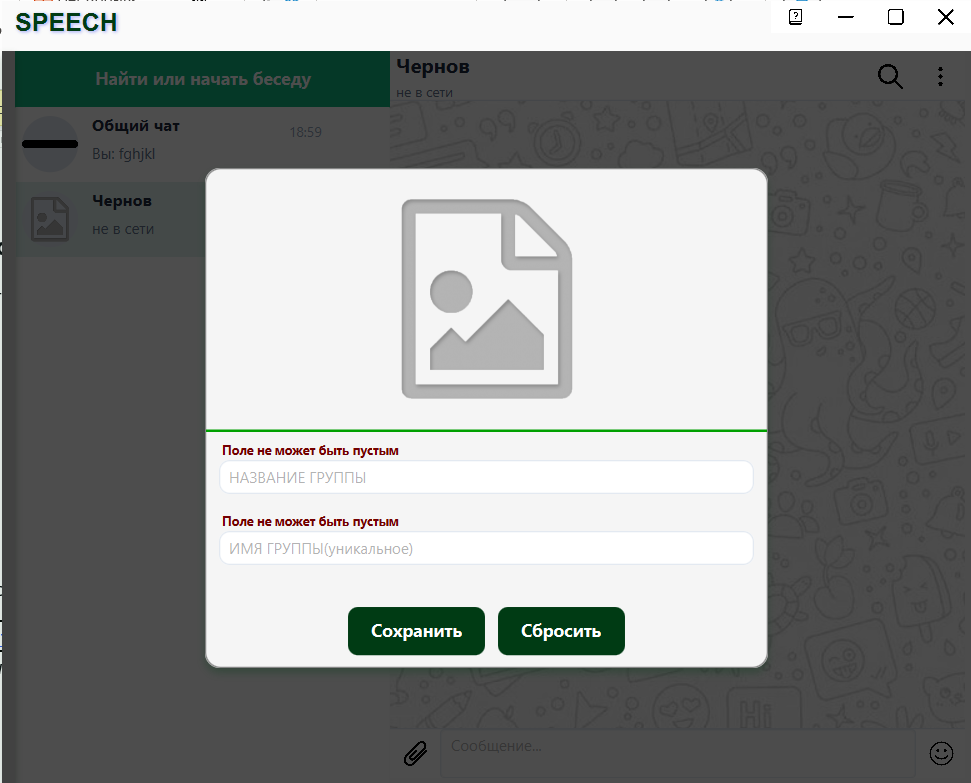 SPEECH
Найти или начать беседу
Чернов
не в сети
Общий чат
18:59
Вы: fghjkl
Чернов
не в сети
Поле не может быть пустым
НАЗВАНИЕ ГРУППЫ
Поле не может быть пустым
ИМЯ ГРУППЫ(уникальное)
Сохранить
Сбросить
Hi
Сообщение...